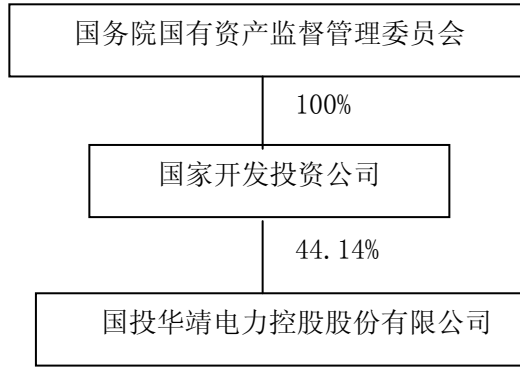 国务院国有资产监督管理委员会
100%
国家开发投资公司
44.14%
国投华靖电力控股股份有限公司